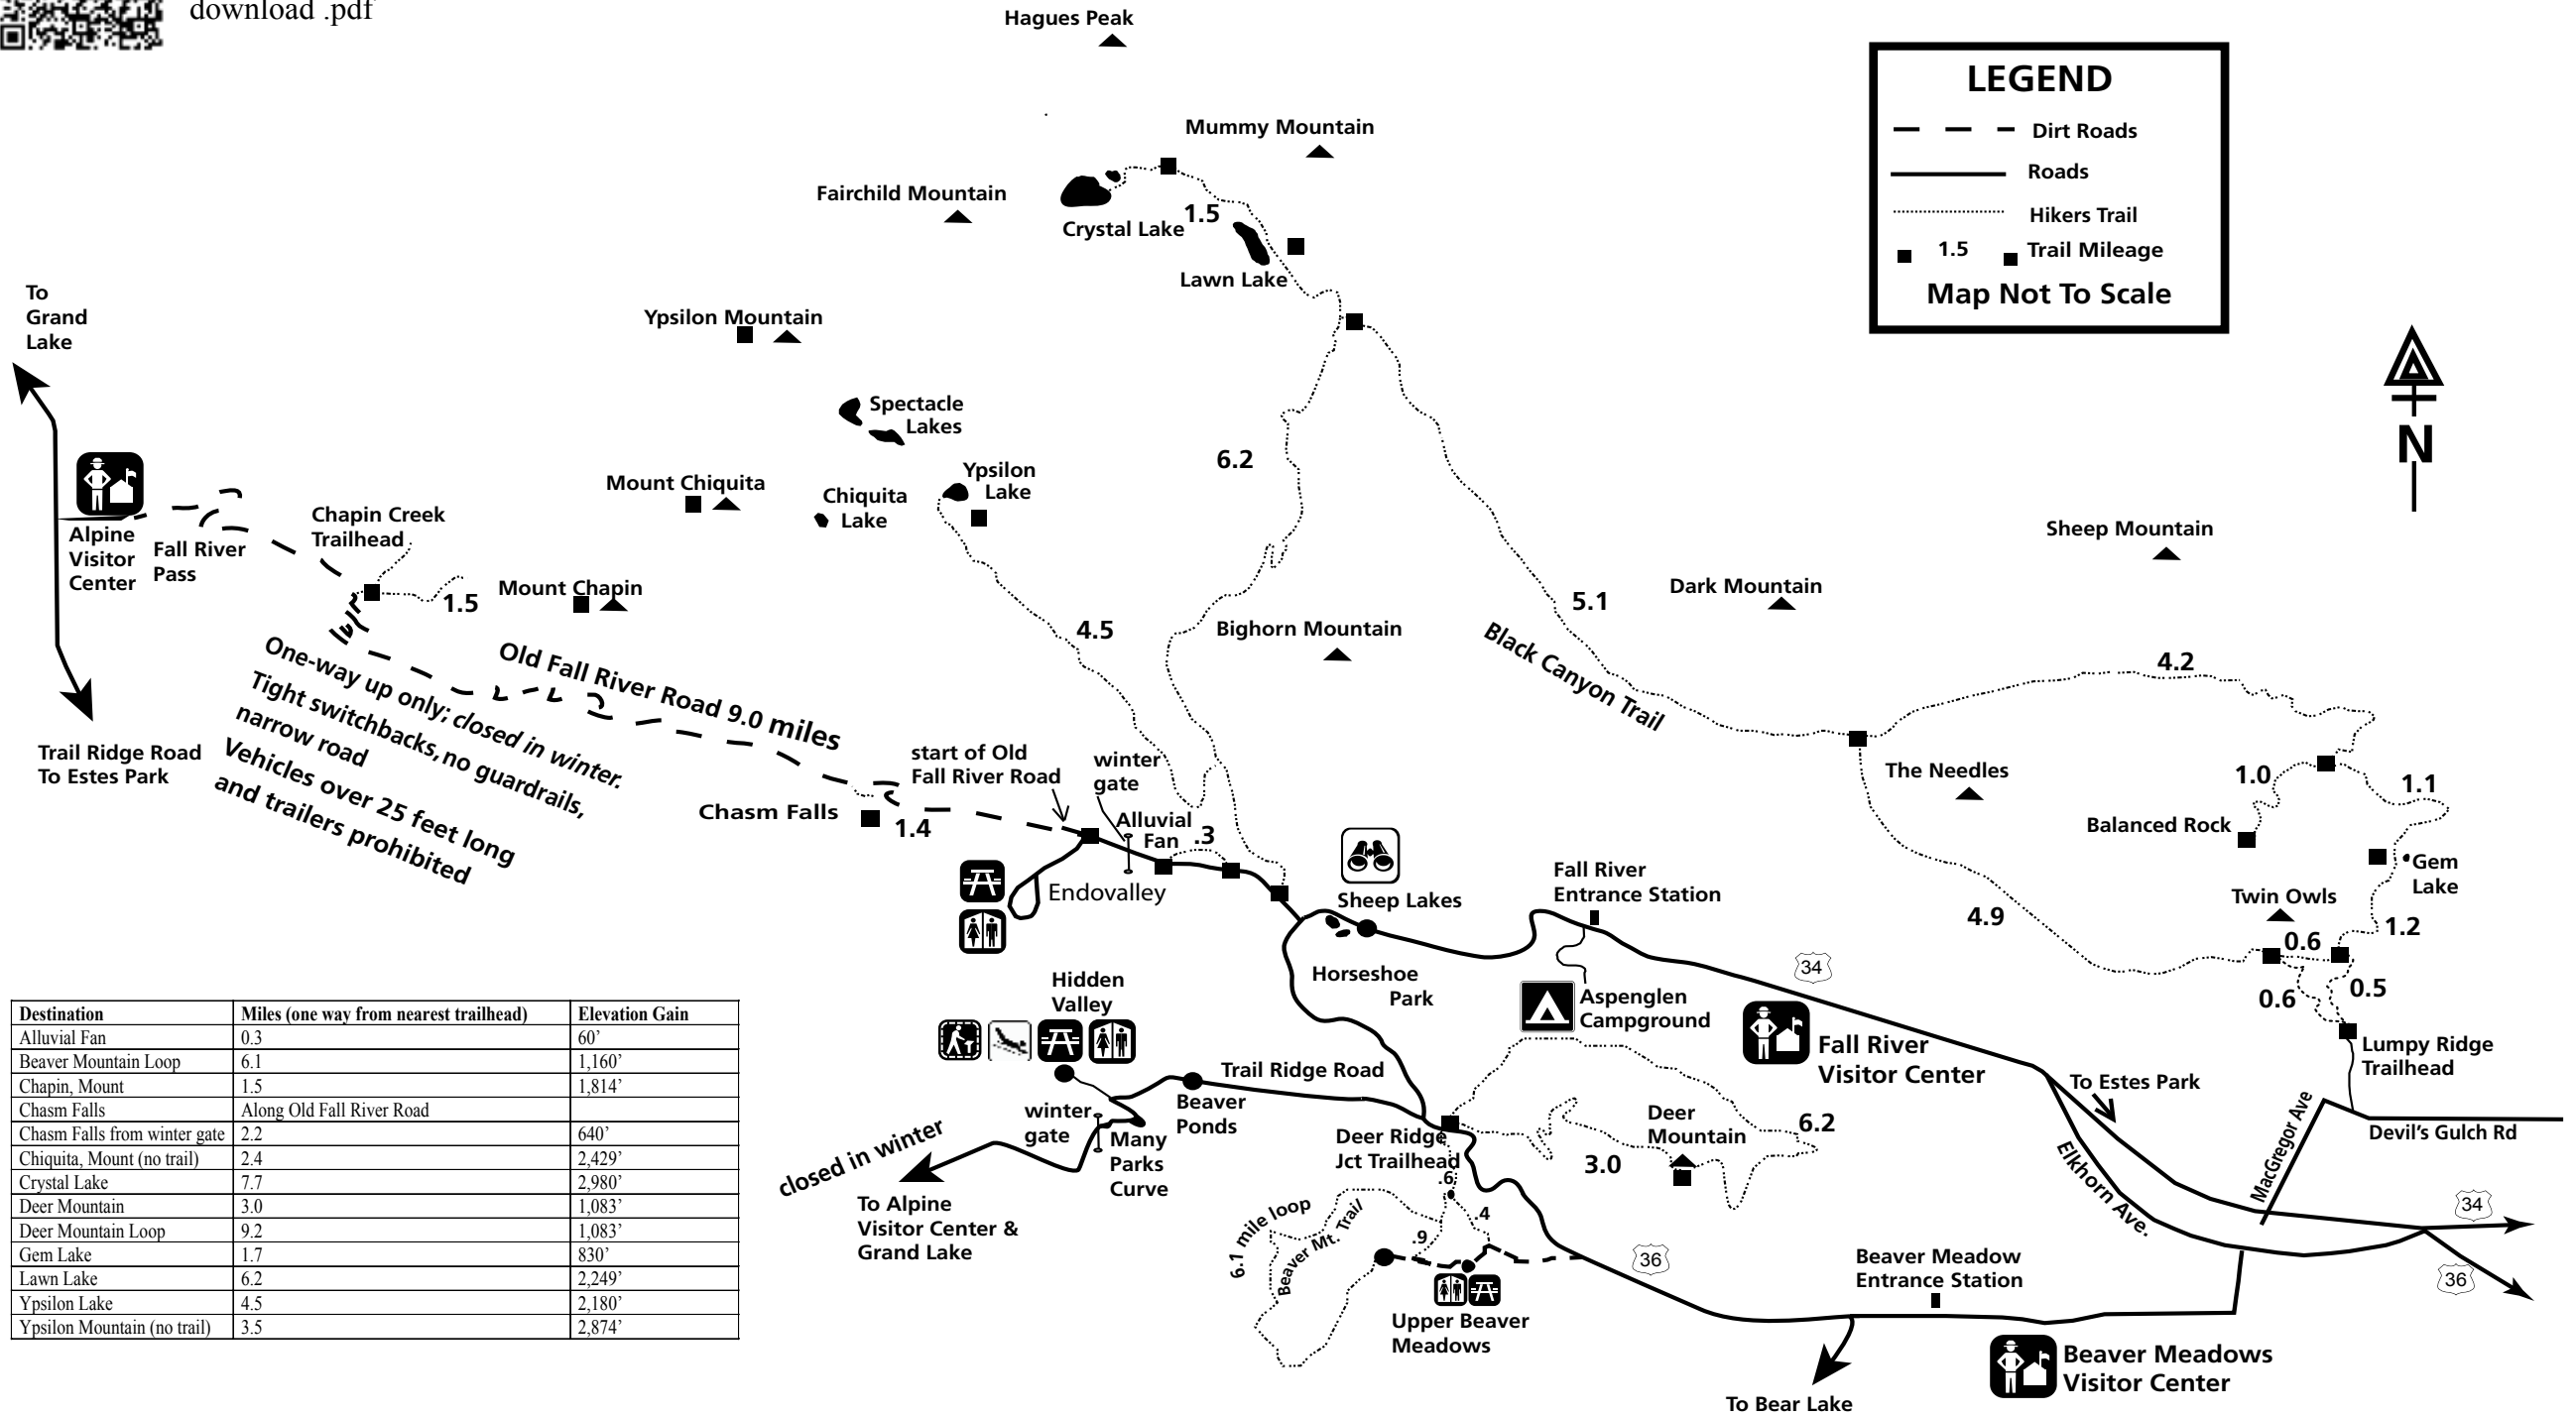 download .pdf
Hagues Peak
Mummy Mountain
Fairchild Mountain
Crystal Lake
1.5
Lawn Lake
LEGEND
Dirt Roads
Roads
Hikers Trail
1.5 Trail Mileage
Map Not To Scale
N
To
Grand
Lake
Ypsilon Mountain
Spectacle
Lakes
Ypsilon
Lake
Mount Chiquita
Chiquita
Lake
6.2
Alpine
Visitor
Center
Fall River
Pass
Chapin Creek
Trailhead
1.5
Mount Chapin
4.5
Bighorn Mountain
5.1
Black Canyon Trail
Dark Mountain
Sheep Mountain
4.2
Old Fall River Road 9.0 miles
One-way up only; closed in winter.
Tight switchbacks, no guardrails,
narrow road
Vehicles over 25 feet long
and trailers prohibited
Trail Ridge Road
To Estes Park
start of Old
Fall River Road
winter
gate
Chasm Falls
1.4
Alluvial
Fan
.3
Endovalley
Sheep Lakes
Fall River
Entrance Station
The Needles
1.0
1.1
Balanced Rock
Gem
Lake
Twin Owls
4.9
0.6
1.2
0.6
0.5
Lumpy Ridge
Trailhead
34
Horseshoe
Park
Aspenglen
Campground
Fall River
Visitor Center
Hidden
Valley
Trail Ridge Road
winter
gate
Many
Parks
Curve
Beaver
Ponds
closed in winter
To Alpine
Visitor Center &
Grand Lake
Deer Ridge
Jct Trailhead
Deer
Mountain
3.0
6.2
.6
.4
.9
6.1 mile loop
Beaver Mt. Trail
Upper Beaver
Meadows
36
To Estes Park
Elkhorn Ave.
MacGregor Ave
Devil's Gulch Rd
34
36
Beaver Meadow
Entrance Station
Beaver Meadows
Visitor Center
To Bear Lake
Destination Miles (one way from nearest trailhead) Elevation Gain
Alluvial Fan 0.3 60’
Beaver Mountain Loop 6.1 1,160’
Chapin, Mount 1.5 1,814’
Chasm Falls Along Old Fall River Road
Chasm Falls from winter gate 2.2 640’
Chiquita, Mount (no trail) 2.4 2,429’
Crystal Lake 7.7 2,980’
Deer Mountain 3.0 1,083’
Deer Mountain Loop 9.2 1,083’
Gem Lake 1.7 830’
Lawn Lake 6.2 2,249’
Ypsilon Lake 4.5 2,180’
Ypsilon Mountain (no trail) 3.5 2,874’